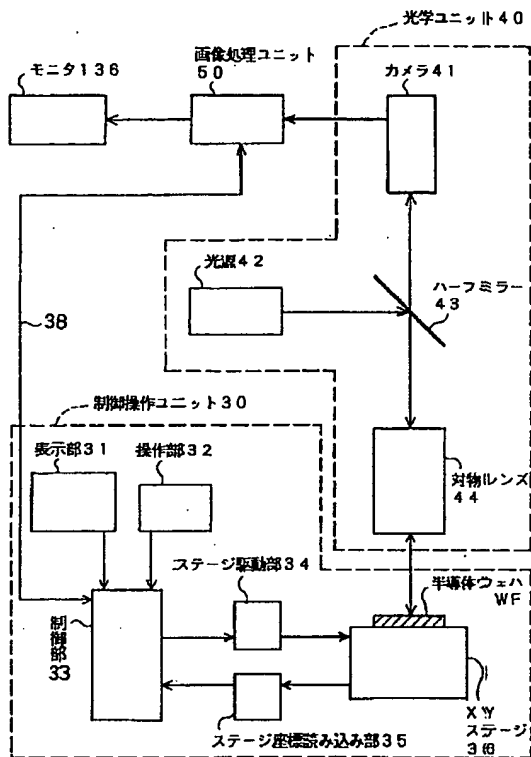 光学ユニット40
画像処理ユニット
50
モニタ136
カメラ41
光源42
ハーフミラー
43
38
制御操作ユニット30
表示部31
操作部32
対物レンズ
44
ステージ駆動部34
半導体ウェハ
WF
制御部
33
XY
ステージ
36
ステージ座標読み込み部35